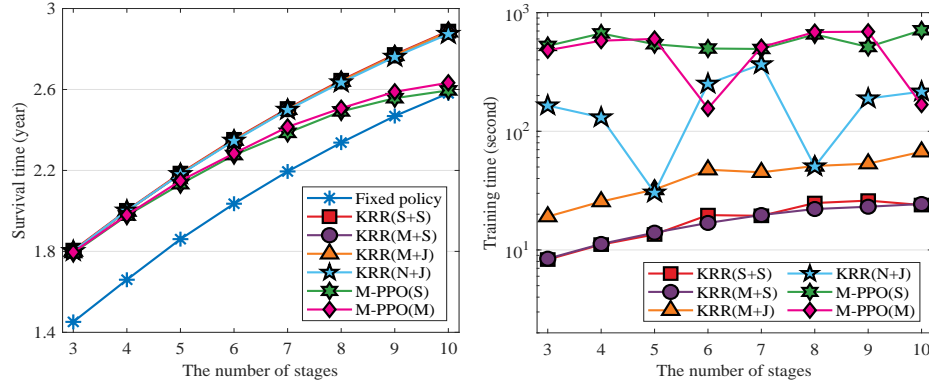 3
2.6
2.2
1.8
1.4
Survival time (year)
Fixed policy
KRR(S+S)
KRR(M+S)
KRR(M+J)
KRR(N+J)
M-PPO(S)
M-PPO(M)
3 4 5 6 7 8 9 10
The number of stages
10³
10²
10¹
Training time (second)
KRR(S+S) KRR(N+J)
KRR(M+S) M-PPO(S)
KRR(M+J) M-PPO(M)
3 4 5 6 7 8 9 10
The number of stages